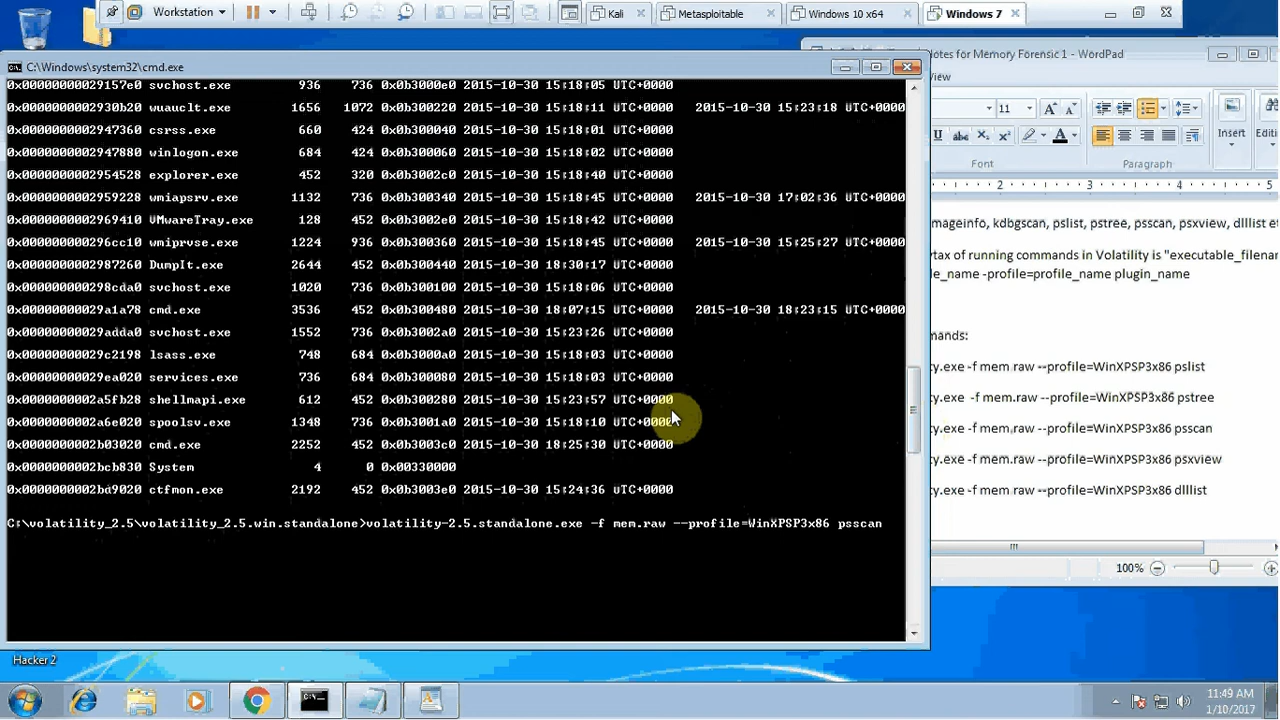 Workstation
Kali
Metasploitable
Windows 10 x64
Windows 7
C:\Windows\system32\cmd.exe
Notes for Memory Forensic 1 - WordPad
View
11
Insert
Font
Paragraph
2 3 4 5
0x00000000029157e0 svchost.exe 936 736 0x0b3000e0 2015-10-30 15:18:05 UTC+0000
0x0000000002930b20 wuauclt.exe 1656 1072 0x0b300220 2015-10-30 15:18:11 UTC+0000 2015-10-30 15:23:18 UTC+0000
0x0000000002947360 csrss.exe 660 424 0x0b300040 2015-10-30 15:18:01 UTC+0000
0x0000000002947880 winlogon.exe 684 424 0x0b300060 2015-10-30 15:18:02 UTC+0000
0x0000000002954528 explorer.exe 452 320 0x0b3002c0 2015-10-30 15:18:40 UTC+0000
0x0000000002959228 wmiapsrv.exe 1132 736 0x0b300340 2015-10-30 15:18:45 UTC+0000 2015-10-30 17:02:36 UTC+0000
0x0000000002969410 VMwareTray.exe 128 452 0x0b3002e0 2015-10-30 15:18:42 UTC+0000
0x000000000296cc10 wmiprvse.exe 1224 936 0x0b300360 2015-10-30 15:18:45 UTC+0000 2015-10-30 15:25:27 UTC+0000
0x0000000002987260 DumpIt.exe 2644 452 0x0b300440 2015-10-30 18:30:17 UTC+0000
0x00000000298cda0 svchost.exe 1020 736 0x0b300100 2015-10-30 15:18:06 UTC+0000
0x00000000029a1a78 cmd.exe 3536 452 0x0b300480 2015-10-30 18:07:15 UTC+0000 2015-10-30 18:23:15 UTC+0000
0x00000000029adda0 svchost.exe 1552 736 0x0b3002a0 2015-10-30 15:23:26 UTC+0000
0x00000000029c2198 lsass.exe 748 684 0x0b3000a0 2015-10-30 15:18:03 UTC+0000
0x00000000029ea020 services.exe 736 684 0x0b300080 2015-10-30 15:18:03 UTC+0000
0x0000000002a5fb28 shellmapi.exe 612 452 0x0b300280 2015-10-30 15:23:57 UTC+0000
0x0000000002a6e020 spoolsv.exe 1348 736 0x0b3001a0 2015-10-30 15:18:10 UTC+0000
0x0000000002b03020 cmd.exe 2252 452 0x0b3003c0 2015-10-30 18:25:30 UTC+0000
0x0000000002bcb830 System 4 0 0x00330000
0x0000000002bd9020 ctfmon.exe 2192 452 0x0b3003e0 2015-10-30 15:24:36 UTC+0000
C:\volatility_2.5\volatility_2.5.win.standalone>volatility-2.5.standalone.exe -f mem.raw --profile=WinXPSP3x86 psscan
mageinfo, kdbgscan, pslist, pstree, psscan, psxview, dlllist et
ytax of running commands in Volatility is "executable_filenar
le_name -profile=profile_name plugin_name
mands:
ty.exe -f mem.raw --profile=WinXPSP3x86 pslist
ty.exe -f mem.raw --profile=WinXPSP3x86 pstree
ty.exe -f mem.raw --profile=WinXPSP3x86 psscan
ty.exe -f mem.raw --profile=WinXPSP3x86 psxview
ty.exe -f mem.raw --profile=WinXPSP3x86 dlllist
100%
Hacker 2
11:49 AM
1/10/2017